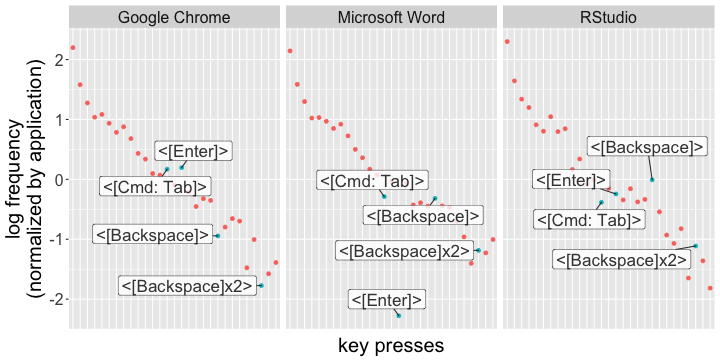 Google Chrome
Microsoft Word
RStudio
log frequency
(normalized by application)
2
1
0
-1
-2
<[Enter]>
<[Cmd: Tab]>
<[Backspace]>
<[Backspace]x2>
<[Cmd: Tab]>
<[Backspace]>
<[Backspace]x2>
<[Enter]>
<[Backspace]>
<[Enter]>
<[Cmd: Tab]>
<[Backspace]x2>
key presses